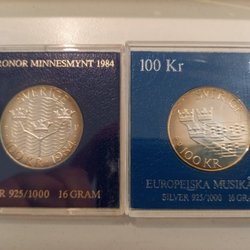 RONOR MINNESMYNT 1984
SVERIGE
100 KR 1984
R 925/1000 16 GRAM
100 Kr
SVERIGE
100 KR
EUROPEISKA MUSIKA
SILVER 925/1000 16 GRA